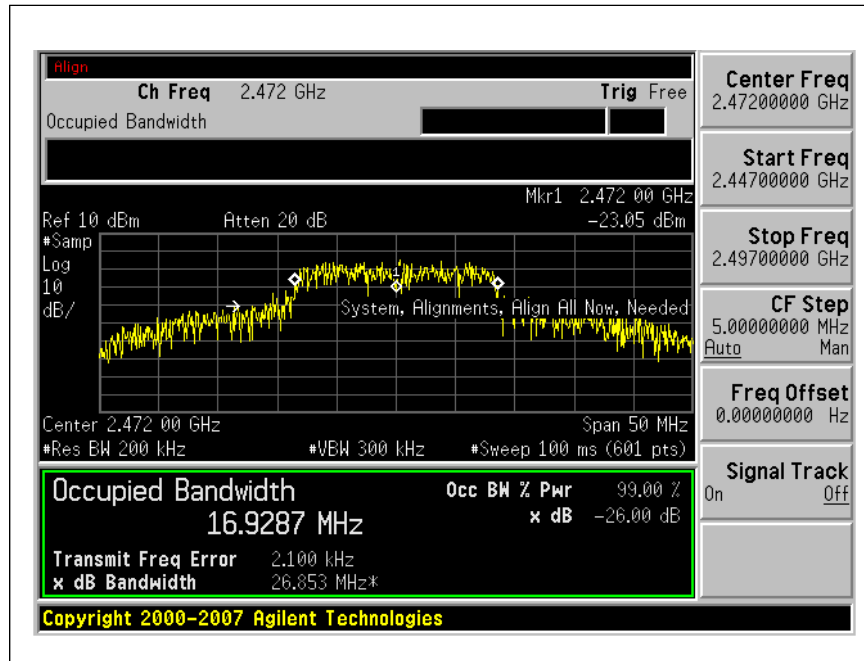 Align
Ch Freq 2.472 GHz Trig Free
Occupied Bandwidth
Mkr1 2.472 00 GHz
Ref 10 dBm Atten 20 dB -23.05 dBm
#Samp
Log
10
dB/
1
System, Alignments, Align All Now, Needed
Center 2.472 00 GHz Span 50 MHz
#Res BW 200 kHz #VBW 300 kHz #Sweep 100 ms (601 pts)
Occupied Bandwidth Occ BW % Pwr 99.00 %
16.9287 MHz x dB -26.00 dB
Transmit Freq Error 2.100 kHz
x dB Bandwidth 26.853 MHz*
Copyright 2000-2007 Agilent Technologies
Center Freq
2.47200000 GHz
Start Freq
2.44700000 GHz
Stop Freq
2.49700000 GHz
CF Step
5.00000000 MHz
Auto Man
Freq Offset
0.00000000 Hz
Signal Track
On Off